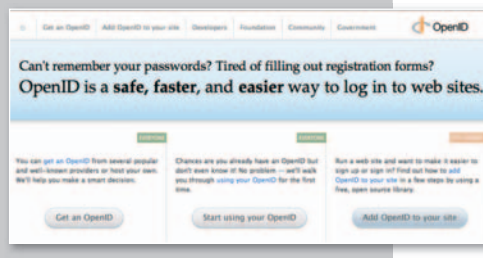 Get an OpenID Add OpenID to your site Developers Foundation Community Government OpenID
Can't remember your passwords? Tired of filling out registration forms?
OpenID is a safe, faster, and easier way to log in to web sites.
You can get an OpenID from several popular
and well-known providers or host your own.
We'll help you make a smart decision.
Get an OpenID
Chances are you already have an OpenID but
don't even know it! No problem — we'll walk
you through using your OpenID for the first
time.
Start using your OpenID
Run a web site and want to make it easier to
sign up or sign in? Find out how to add
OpenID to your site in a few steps by using a
free, open source library.
Add OpenID to your site